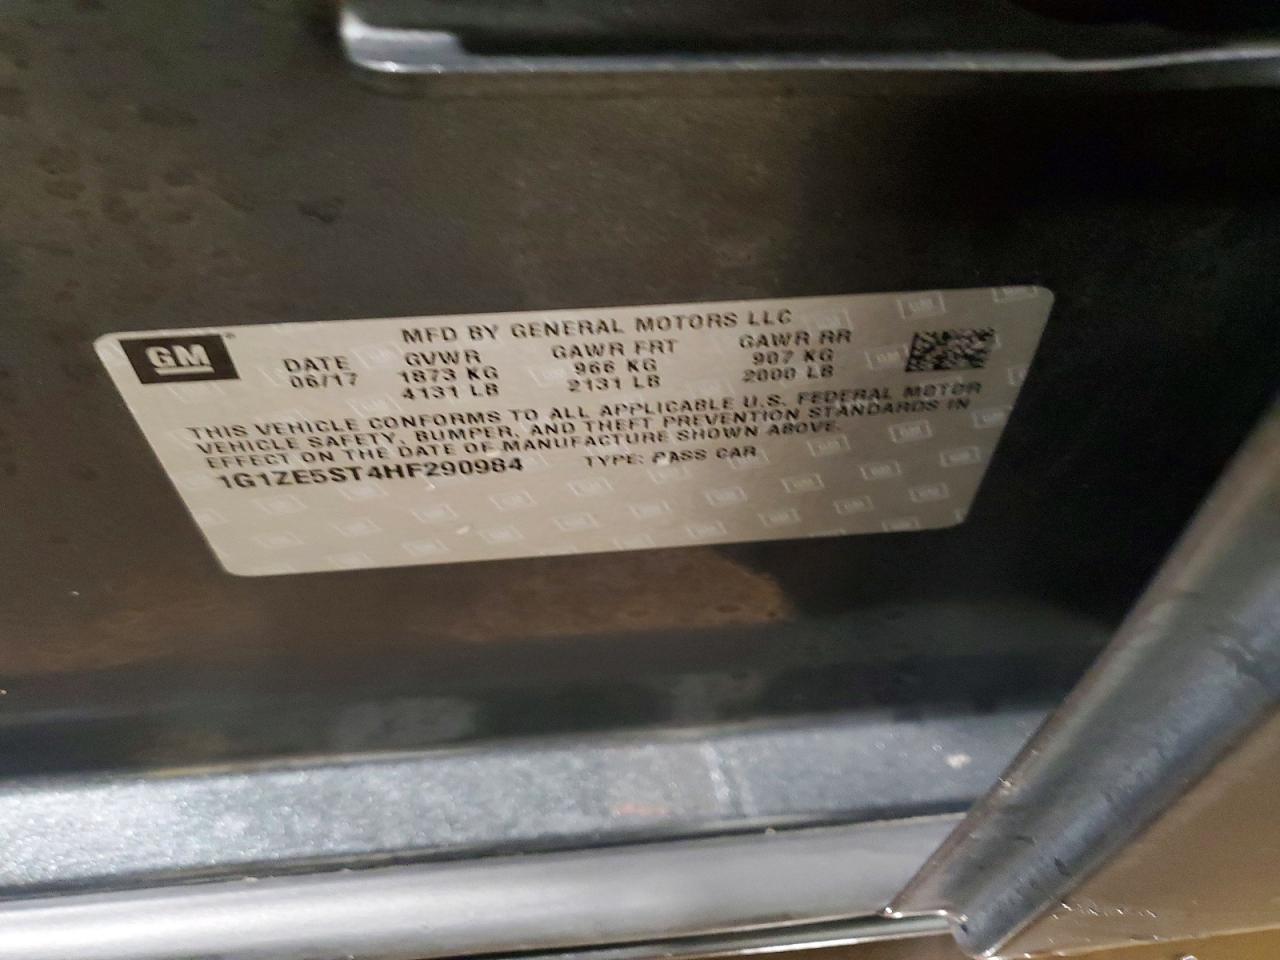 GM
MFD BY GENERAL MOTORS LLC
DATE GVWR GAWR FRT GAWR RR
06/17 1873 KG 966 KG 907 KG
4131 LB 2131 LB 2000 LB
THIS VEHICLE CONFORMS TO ALL APPLICABLE U.S. FEDERAL MOTOR
VEHICLE SAFETY, BUMPER, AND THEFT PREVENTION STANDARDS IN
EFFECT ON THE DATE OF MANUFACTURE SHOWN ABOVE.
1G1ZE5ST4HF290984 TYPE: PASS CAR